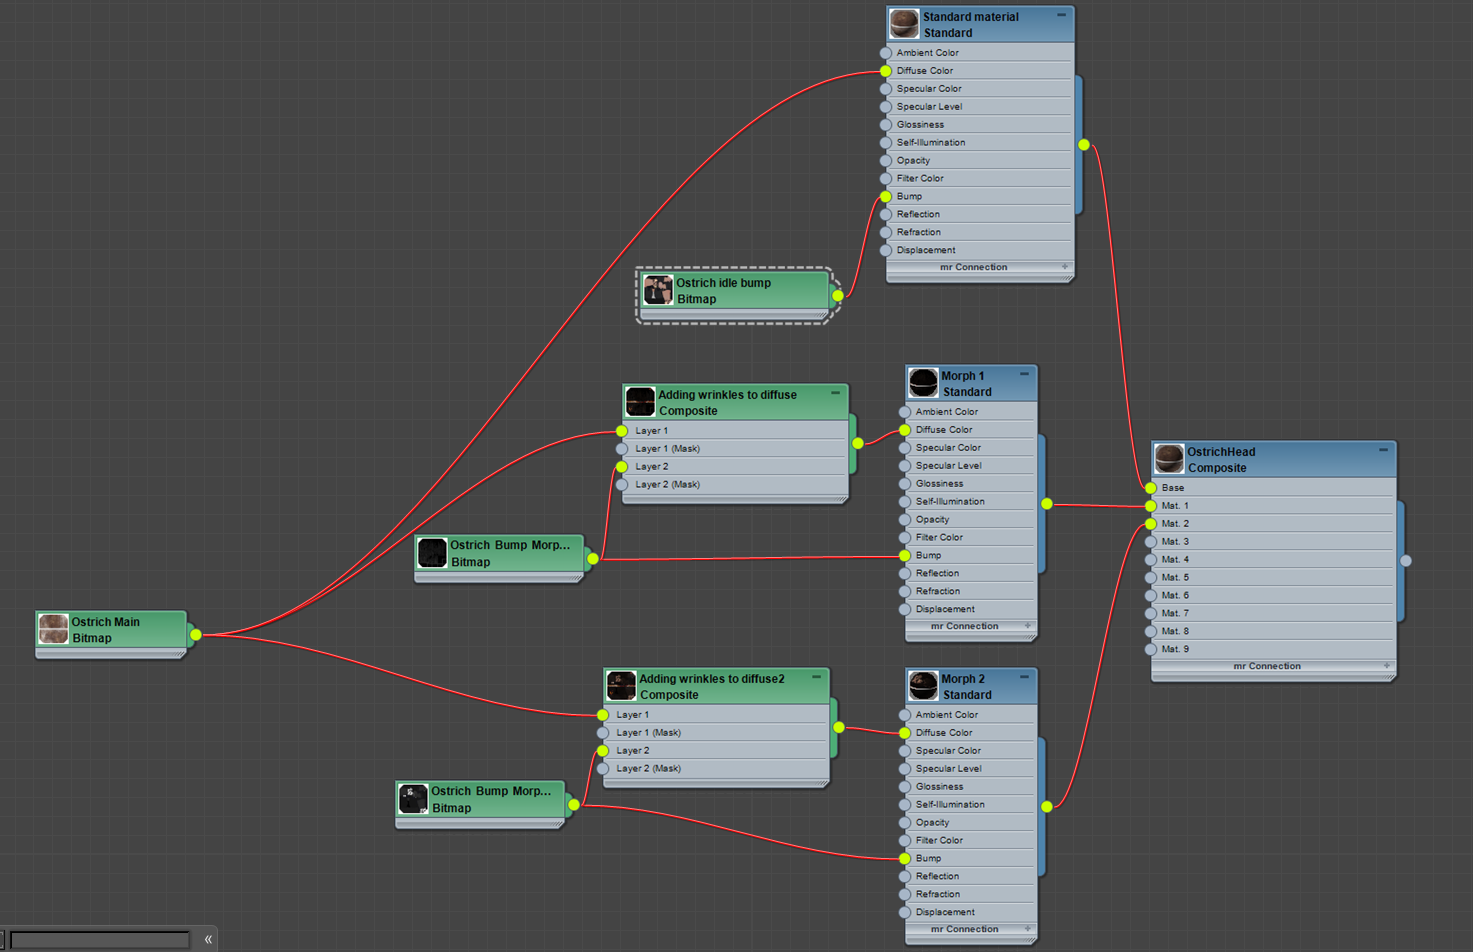 Standard material
Standard
Ambient Color
Diffuse Color
Specular Color
Specular Level
Glossiness
Self-Illumination
Opacity
Filter Color
Bump
Reflection
Refraction
Displacement
mr Connection
Ostrich idle bump
Bitmap
Adding wrinkles to diffuse
Composite
Layer 1
Layer 1 (Mask)
Layer 2
Layer 2 (Mask)
Morph 1
Standard
Ambient Color
Diffuse Color
Specular Color
Specular Level
Glossiness
Self-Illumination
Opacity
Filter Color
Bump
Reflection
Refraction
Displacement
mr Connection
OstrichHead
Composite
Base
Mat. 1
Mat. 2
Mat. 3
Mat. 4
Mat. 5
Mat. 6
Mat. 7
Mat. 8
Mat. 9
mr Connection
Ostrich Bump Morp...
Bitmap
Ostrich Main
Bitmap
Adding wrinkles to diffuse2
Composite
Layer 1
Layer 1 (Mask)
Layer 2
Layer 2 (Mask)
Morph 2
Standard
Ambient Color
Diffuse Color
Specular Color
Specular Level
Glossiness
Self-Illumination
Opacity
Filter Color
Bump
Reflection
Refraction
Displacement
mr Connection
Ostrich Bump Morp...
Bitmap